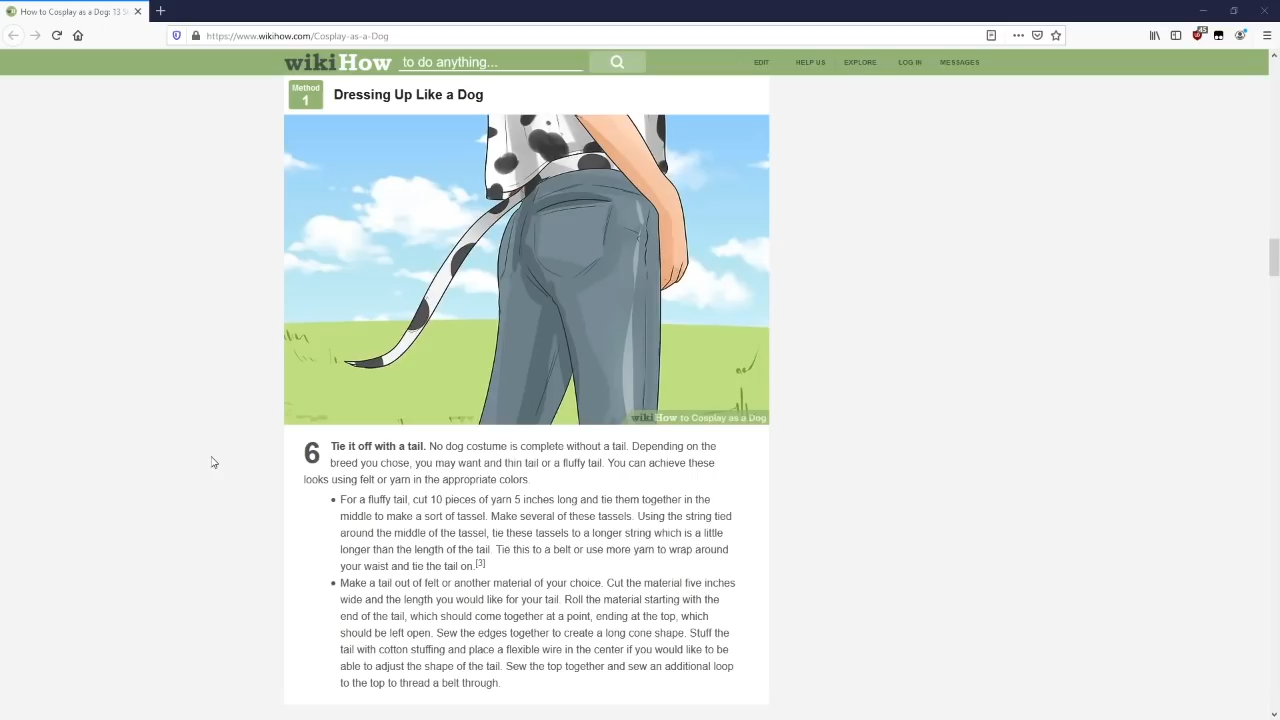 How to Cosplay as a Dog: 13 St
https://www.wikihow.com/Cosplay-as-a-Dog
wikiHow to do anything... EDIT HELP US EXPLORE LOG IN MESSAGES
Method
1
Dressing Up Like a Dog
wikiHow to Cosplay as a Dog
6 Tie it off with a tail. No dog costume is complete without a tail. Depending on the
breed you chose, you may want and thin tail or a fluffy tail. You can achieve these
looks using felt or yarn in the appropriate colors.
For a fluffy tail, cut 10 pieces of yarn 5 inches long and tie them together in the
middle to make a sort of tassel. Make several of these tassels. Using the string tied
around the middle of the tassel, tie these tassels to a longer string which is a little
longer than the length of the tail. Tie this to a belt or use more yarn to wrap around
your waist and tie the tail on.[3]
Make a tail out of felt or another material of your choice. Cut the material five inches
wide and the length you would like for your tail. Roll the material starting with the
end of the tail, which should come together at a point, ending at the top, which
should be left open. Sew the edges together to create a long cone shape. Stuff the
tail with cotton stuffing and place a flexible wire in the center if you would like to be
able to adjust the shape of the tail. Sew the top together and sew an additional loop
to the top to thread a belt through.